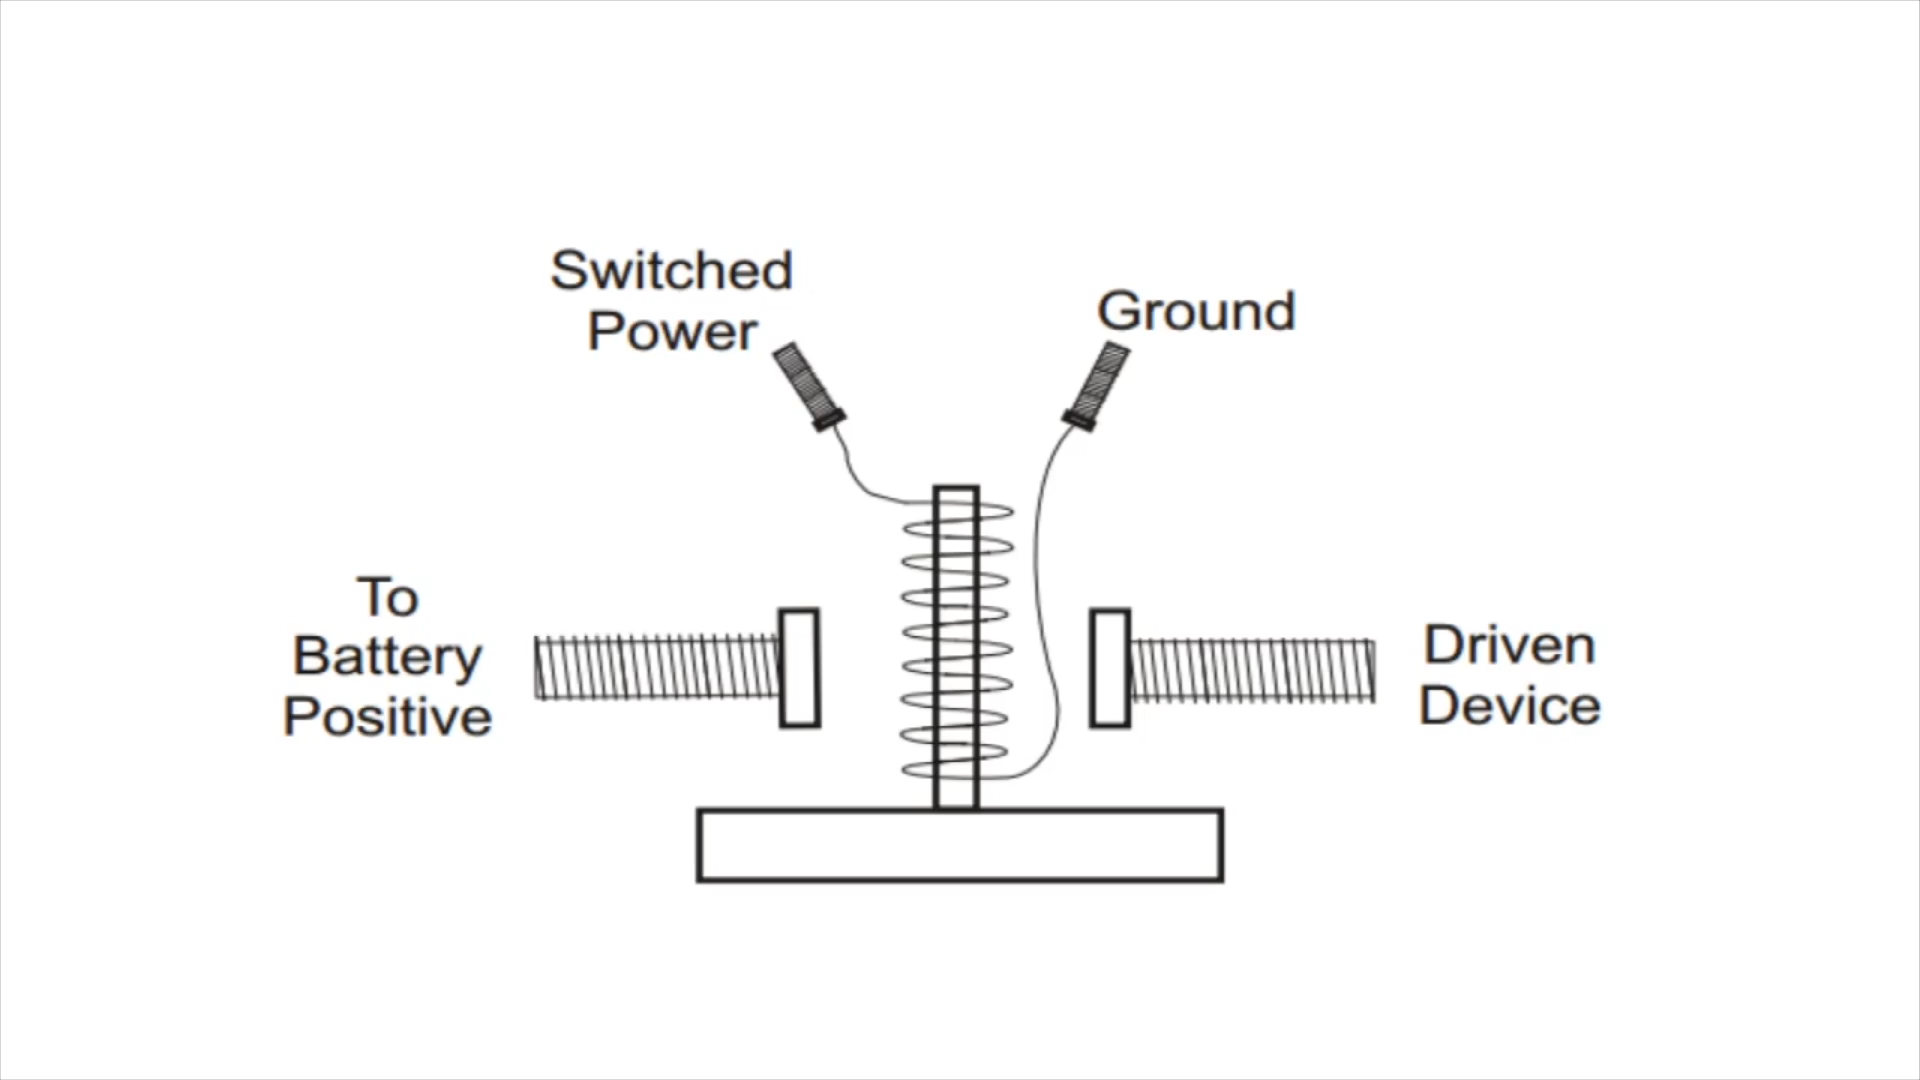 Switched
Power
Ground
To
Battery
Positive
Driven
Device